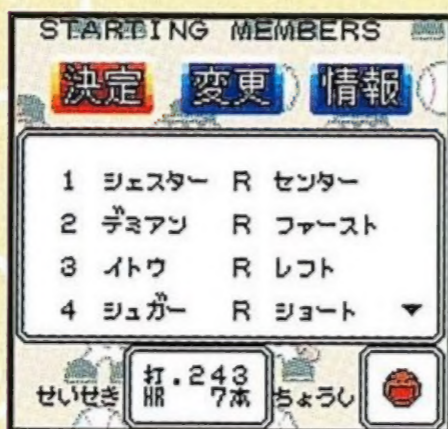 STARTING MEMBERS
決定 変更 情報
1 シェスター R センター
2 デミアン R ファースト
3 イトウ R レフト
4 シュガー R ショート ▼
せいせき 打.243 ちょうし
HR 7本